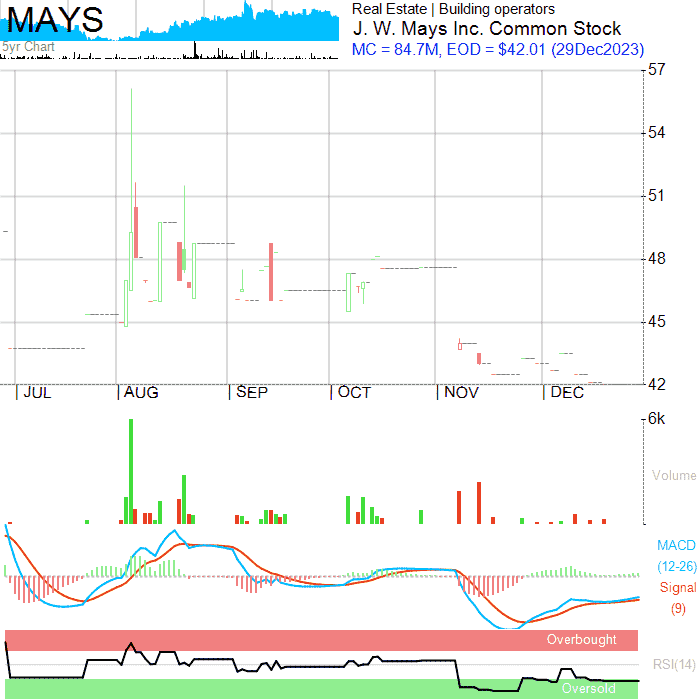 MAYS
5yr Chart
Real Estate | Building operators
J. W. Mays Inc. Common Stock
MC = 84.7M, EOD = $42.01 (29Dec2023)
57
54
51
48
45
42
JUL AUG SEP OCT NOV DEC
6k
Volume
MACD
(12-26)
Signal
(9)
Overbought
RSI(14)
Oversold